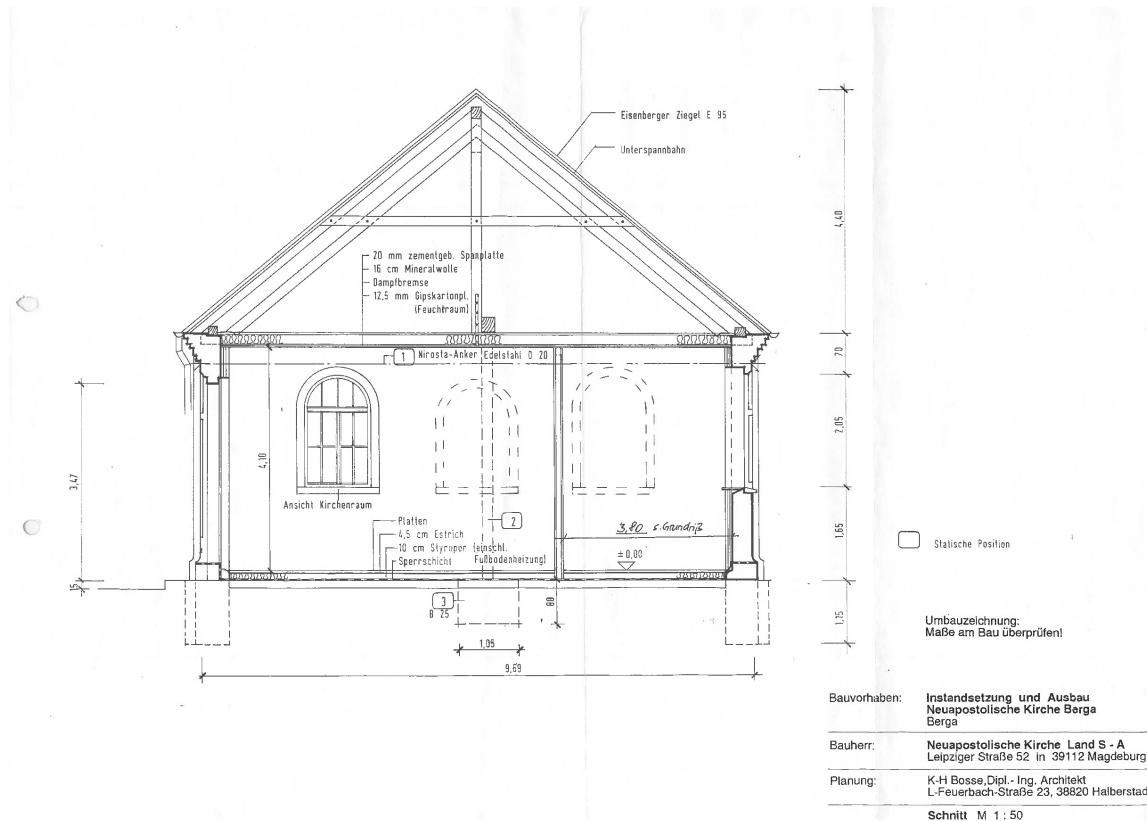 Eisenberger Ziegel E 95
Unterspannbahn
4,40
20 mm zementgeb. Spanplatte
16 cm Mineralwolle
Dampfbremse
12,5 mm Gipskartonpl.
(Feuchtraum)
1 Nirosta-Anker Edelstahl D 20
70
2,05
3,47
4,10
Ansicht Kirchenraum
2
Platten
4,5 cm Estrich
10 cm Styropor (einschl.
Sperrschicht Fußbodenheizung)
3,80 s. Grundriß
± 0,00
1,65
Statische Position
15
3
B 25
80
1,15
1,05
9,69
Umbauzeichnung:
Maße am Bau überprüfen!
Bauvorhaben: Instandsetzung und Ausbau
Neuapostolische Kirche Berga
Berga
Bauherr: Neuapostolische Kirche Land S - A
Leipziger Straße 52 in 39112 Magdeburg
Planung: K-H Bosse,Dipl.- Ing. Architekt
L-Feuerbach-Straße 23, 38820 Halberstad
Schnitt M 1 : 50